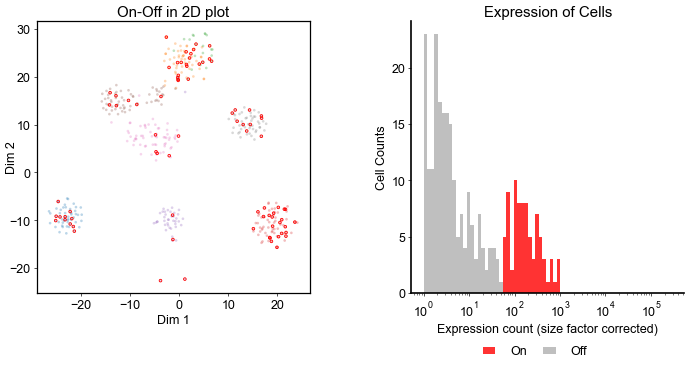 On-Off in 2D plot
30
20
10
0
−10
−20
−20
−10
0
10
20
Dim 2
Dim 1
Expression of Cells
20
15
10
5
0
10^0
10^1
10^2
10^3
10^4
10^5
Cell Counts
Expression count (size factor corrected)
On
Off